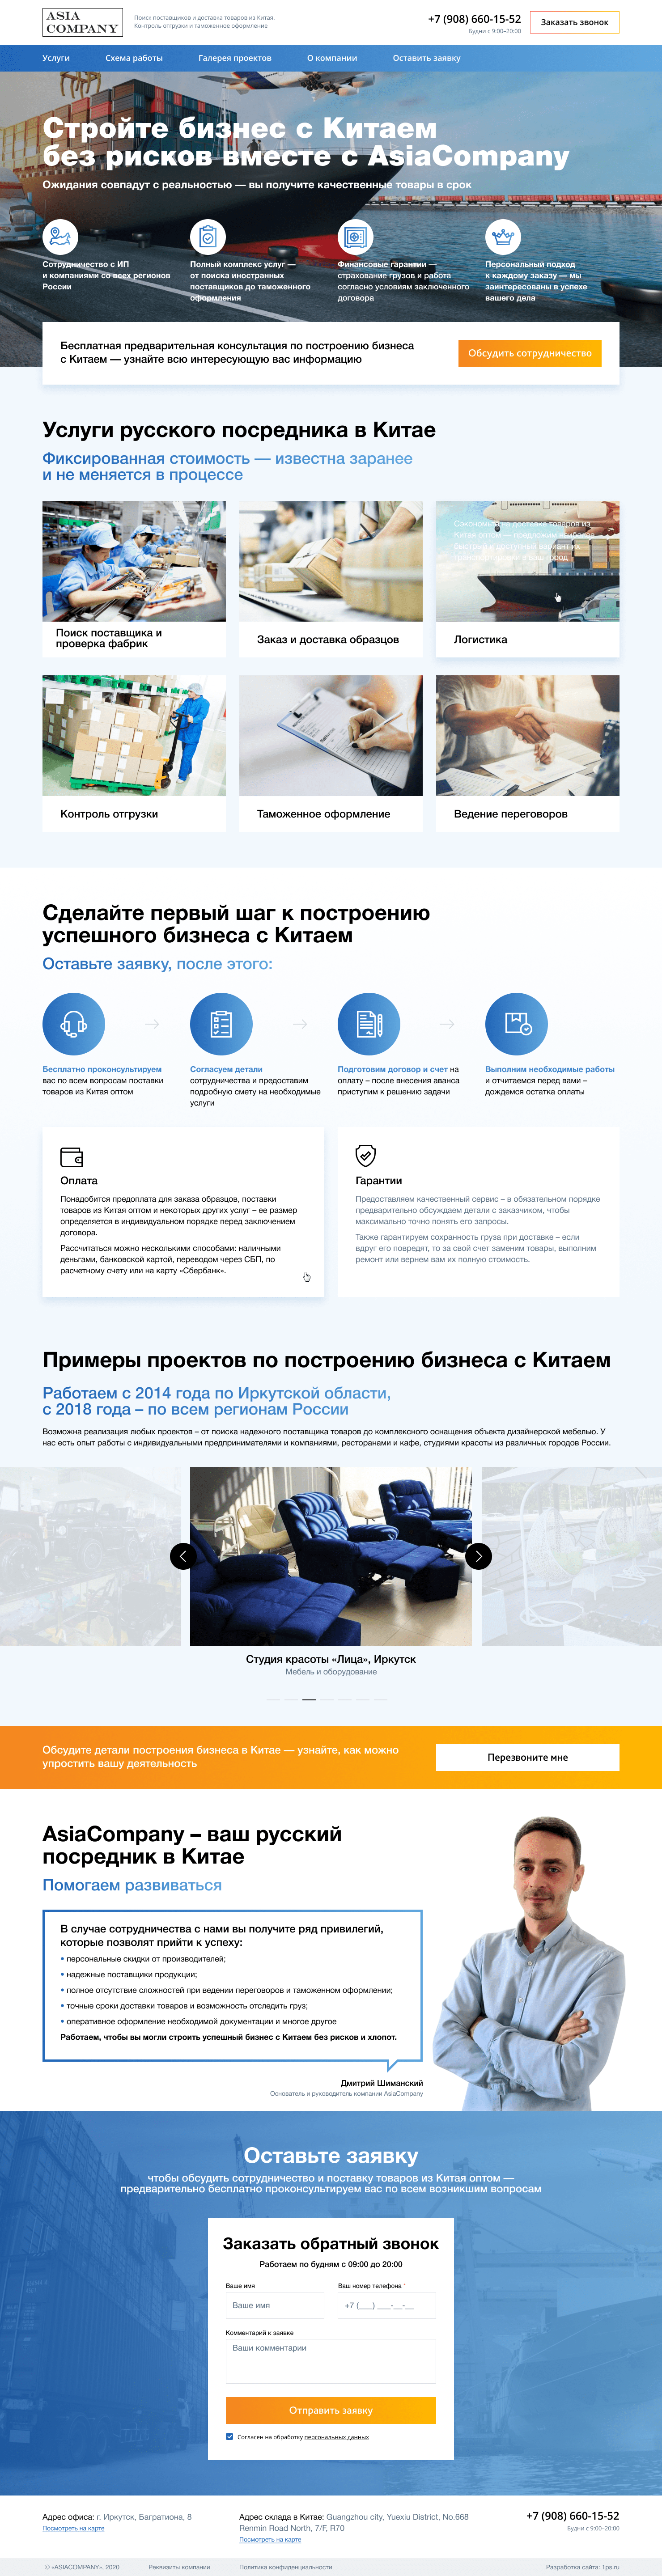 ASIA
COMPANY
Поиск поставщиков и доставка товаров из Китая.
Контроль отгрузки и таможенное оформление
+7 (908) 660-15-52
Будни с 9:00–20:00
Заказать звонок
Услуги
Схема работы
Галерея проектов
О компании
Оставить заявку
Стройте бизнес с Китаем
без рисков вместе с AsiaCompany
Ожидания совпадут с реальностью — вы получите качественные товары в срок
Сотрудничество с ИП
и компаниями со всех регионов
России
Полный комплекс услуг —
от поиска иностранных
поставщиков до таможенного
оформления
Финансовые гарантии —
страхование грузов и работа
согласно условиям заключенного
договора
Персональный подход
к каждому заказу — мы
заинтересованы в успехе
вашего дела
Бесплатная предварительная консультация по построению бизнеса
с Китаем — узнайте всю интересующую вас информацию
Обсудить сотрудничество
Услуги русского посредника в Китае
Фиксированная стоимость — известна заранее
и не меняется в процессе
Поиск поставщика и
проверка фабрик
Заказ и доставка образцов
Сэкономим на доставке товаров из
Китая оптом — предложим
Логистика
Контроль отгрузки
Таможенное оформление
Ведение переговоров
Сделайте первый шаг к построению
успешного бизнеса с Китаем
Оставьте заявку, после этого:
Бесплатно проконсультируем
вас по всем вопросам поставки
товаров из Китая оптом
Согласуем детали
сотрудничества и предоставим
подробную смету на необходимые
услуги
Подготовим договор и счет на
оплату – после внесения аванса
приступим к решению задачи
Выполним необходимые работы
и отчитаемся перед вами –
дождемся остатка оплаты
Оплата
Понадобится предоплата для заказа образцов, поставки
товаров из Китая оптом и некоторых других услуг – ее размер
определяется в индивидуальном порядке перед заключением
договора.
Рассчитаться можно несколькими способами: наличными
деньгами, банковской картой, переводом через СБП, по
расчетному счету или на карту «Сбербанк».
Гарантии
Предоставляем качественный сервис – в обязательном порядке
предварительно обсуждаем детали с заказчиком, чтобы
максимально точно понять его запросы.
Также гарантируем сохранность груза при доставке – если
вдруг его повредят, то за свой счет заменим товары, выполним
ремонт или вернем вам их полную стоимость.
Примеры проектов по построению бизнеса с Китаем
Работаем с 2014 года по Иркутской области,
с 2018 года – по всем регионам России
Возможна реализация любых проектов – от поиска надежного поставщика товаров до комплексного оснащения объекта дизайнерской мебелью. У
нас есть опыт работы с индивидуальными предпринимателями и компаниями, ресторанами и кафе, студиями красоты из различных городов России.
Студия красоты «Лица», Иркутск
Мебель и оборудование
Обсудите детали построения бизнеса в Китае — узнайте, как можно
упростить вашу деятельность
Перезвоните мне
AsiaCompany – ваш русский
посредник в Китае
Помогаем развиваться
В случае сотрудничества с нами вы получите ряд привилегий,
которые позволят прийти к успеху:
• персональные скидки от производителей;
• надежные поставщики продукции;
• полное отсутствие сложностей при ведении переговоров и таможенном оформлении;
• точные сроки доставки товаров и возможность отследить груз;
• оперативное оформление необходимой документации и многое другое
Работаем, чтобы вы могли строить успешный бизнес с Китаем без рисков и хлопот.
Дмитрий Шиманский
Основатель и руководитель компании AsiaCompany
Оставьте заявку
чтобы обсудить сотрудничество и поставку товаров из Китая оптом —
предварительно бесплатно проконсультируем вас по всем возникшим вопросам
Заказать обратный звонок
Работаем по будням с 09:00 до 20:00
Ваше имя
Ваш номер телефона *
Ваше имя
+7 (___) ___-__-__
Комментарий к заявке
Ваши комментарии
Отправить заявку
Согласен на обработку персональных данных
Адрес офиса: г. Иркутск, Багратиона, 8
Посмотреть на карте
Адрес склада в Китае: Guangzhou city, Yuexiu District, No.668
Renmin Road North, 7/F, R70
Посмотреть на карте
+7 (908) 660-15-52
Будни с 9:00–20:00
© «ASIACOMPANY», 2020
Реквизиты компании
Политика конфиденциальности
Разработка сайта: 1ps.ru